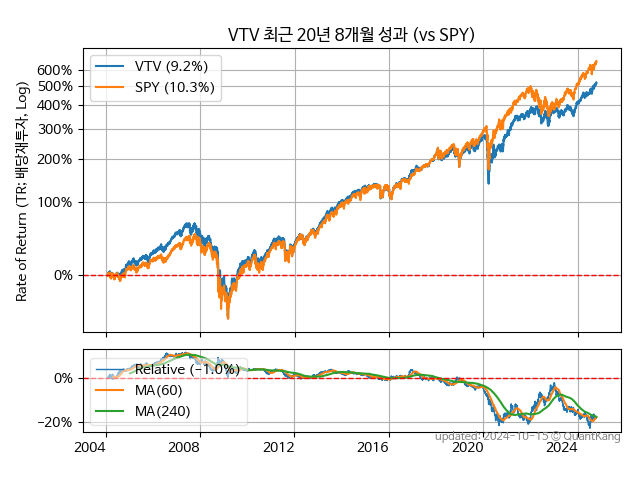 VTV 최근 20년 8개월 성과 (vs SPY)
Rate of Return (TR: 배당재투자, Log)
600%
500%
400%
300%
200%
100%
0%
VTV (9.2%)
SPY (10.3%)
0%
−20%
Relative (−1.0%)
MA(60)
MA(240)
2004
2008
2012
2016
2020
2024
updated: 2024-10-15 © QuantKang